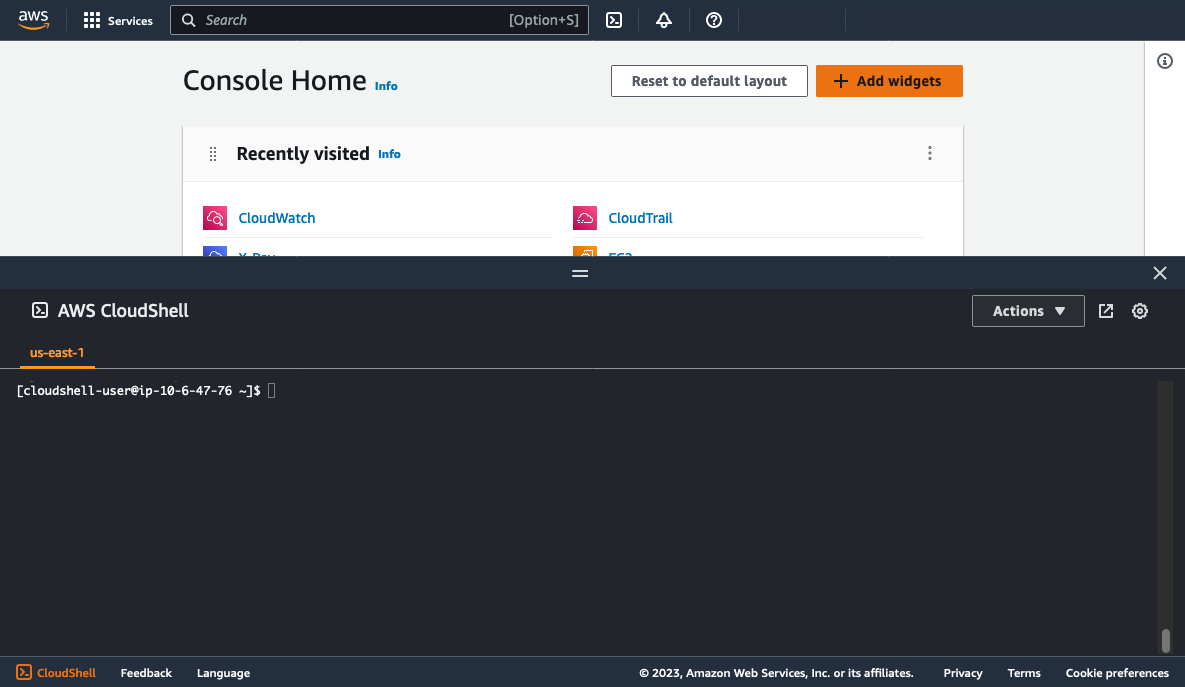 aws
Services
Search
[Option+S]
Console Home Info
Reset to default layout
Add widgets
Recently visited Info
CloudWatch
CloudTrail
X-Ray
EC2
AWS CloudShell
Actions
us-east-1
[cloudshell-user@ip-10-6-47-76 ~]$
CloudShell
Feedback
Language
© 2023, Amazon Web Services, Inc. or its affiliates.
Privacy
Terms
Cookie preferences